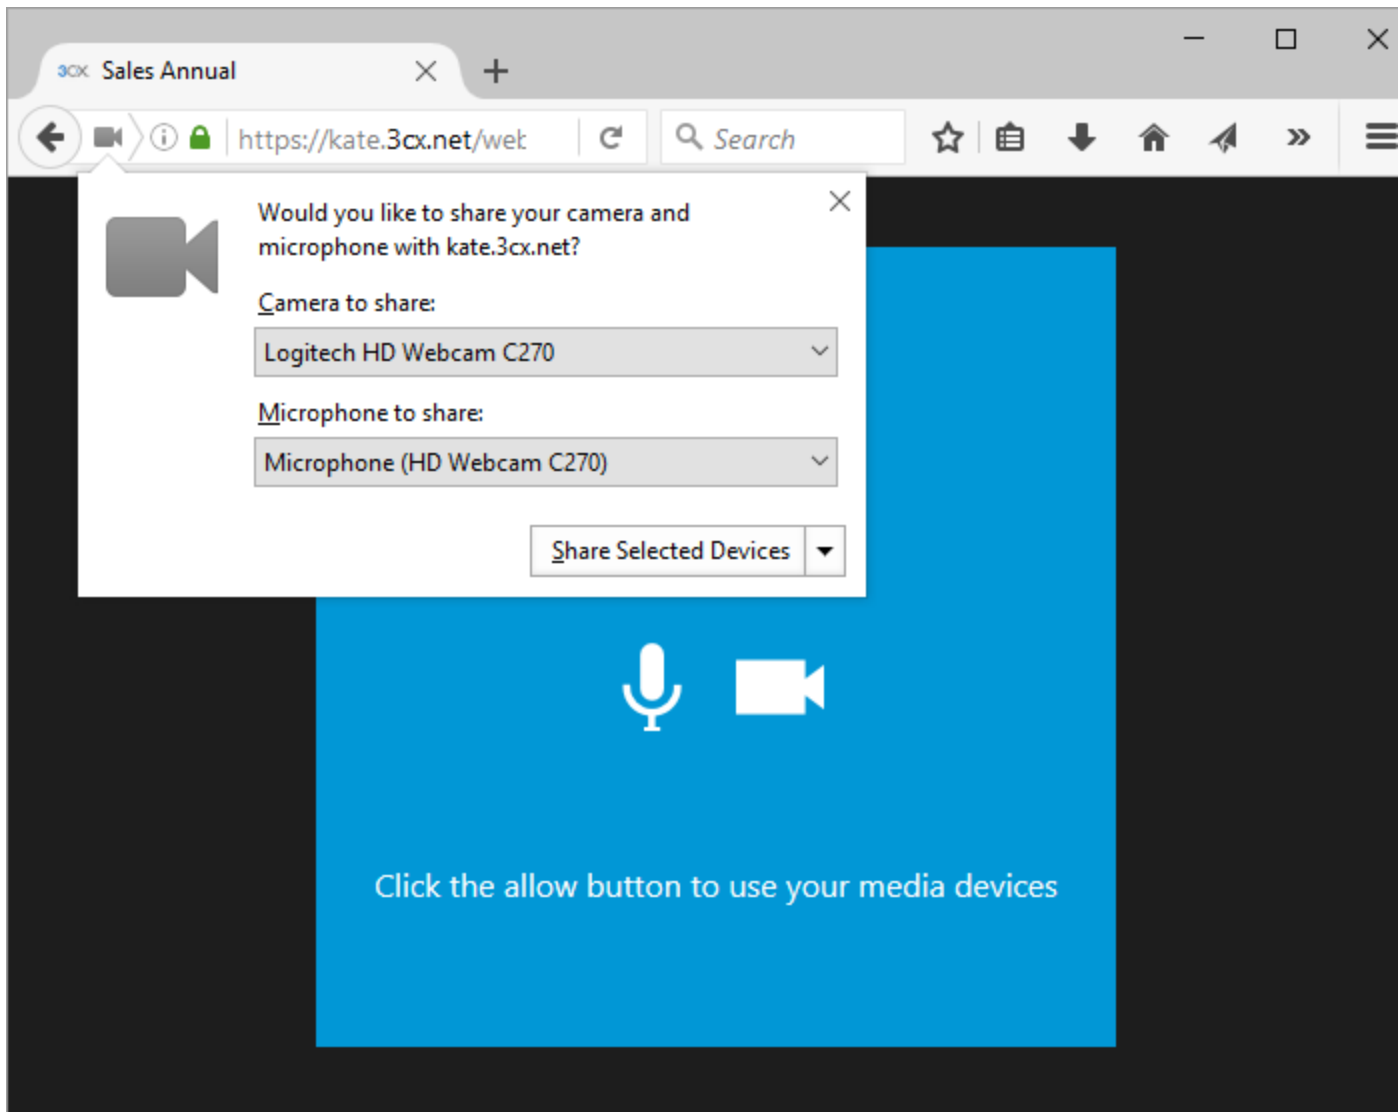 3CX Sales Annual
https://kate.3cx.net/web
Search
Would you like to share your camera and
microphone with kate.3cx.net?
Camera to share:
Logitech HD Webcam C270
Microphone to share:
Microphone (HD Webcam C270)
Share Selected Devices
Click the allow button to use your media devices